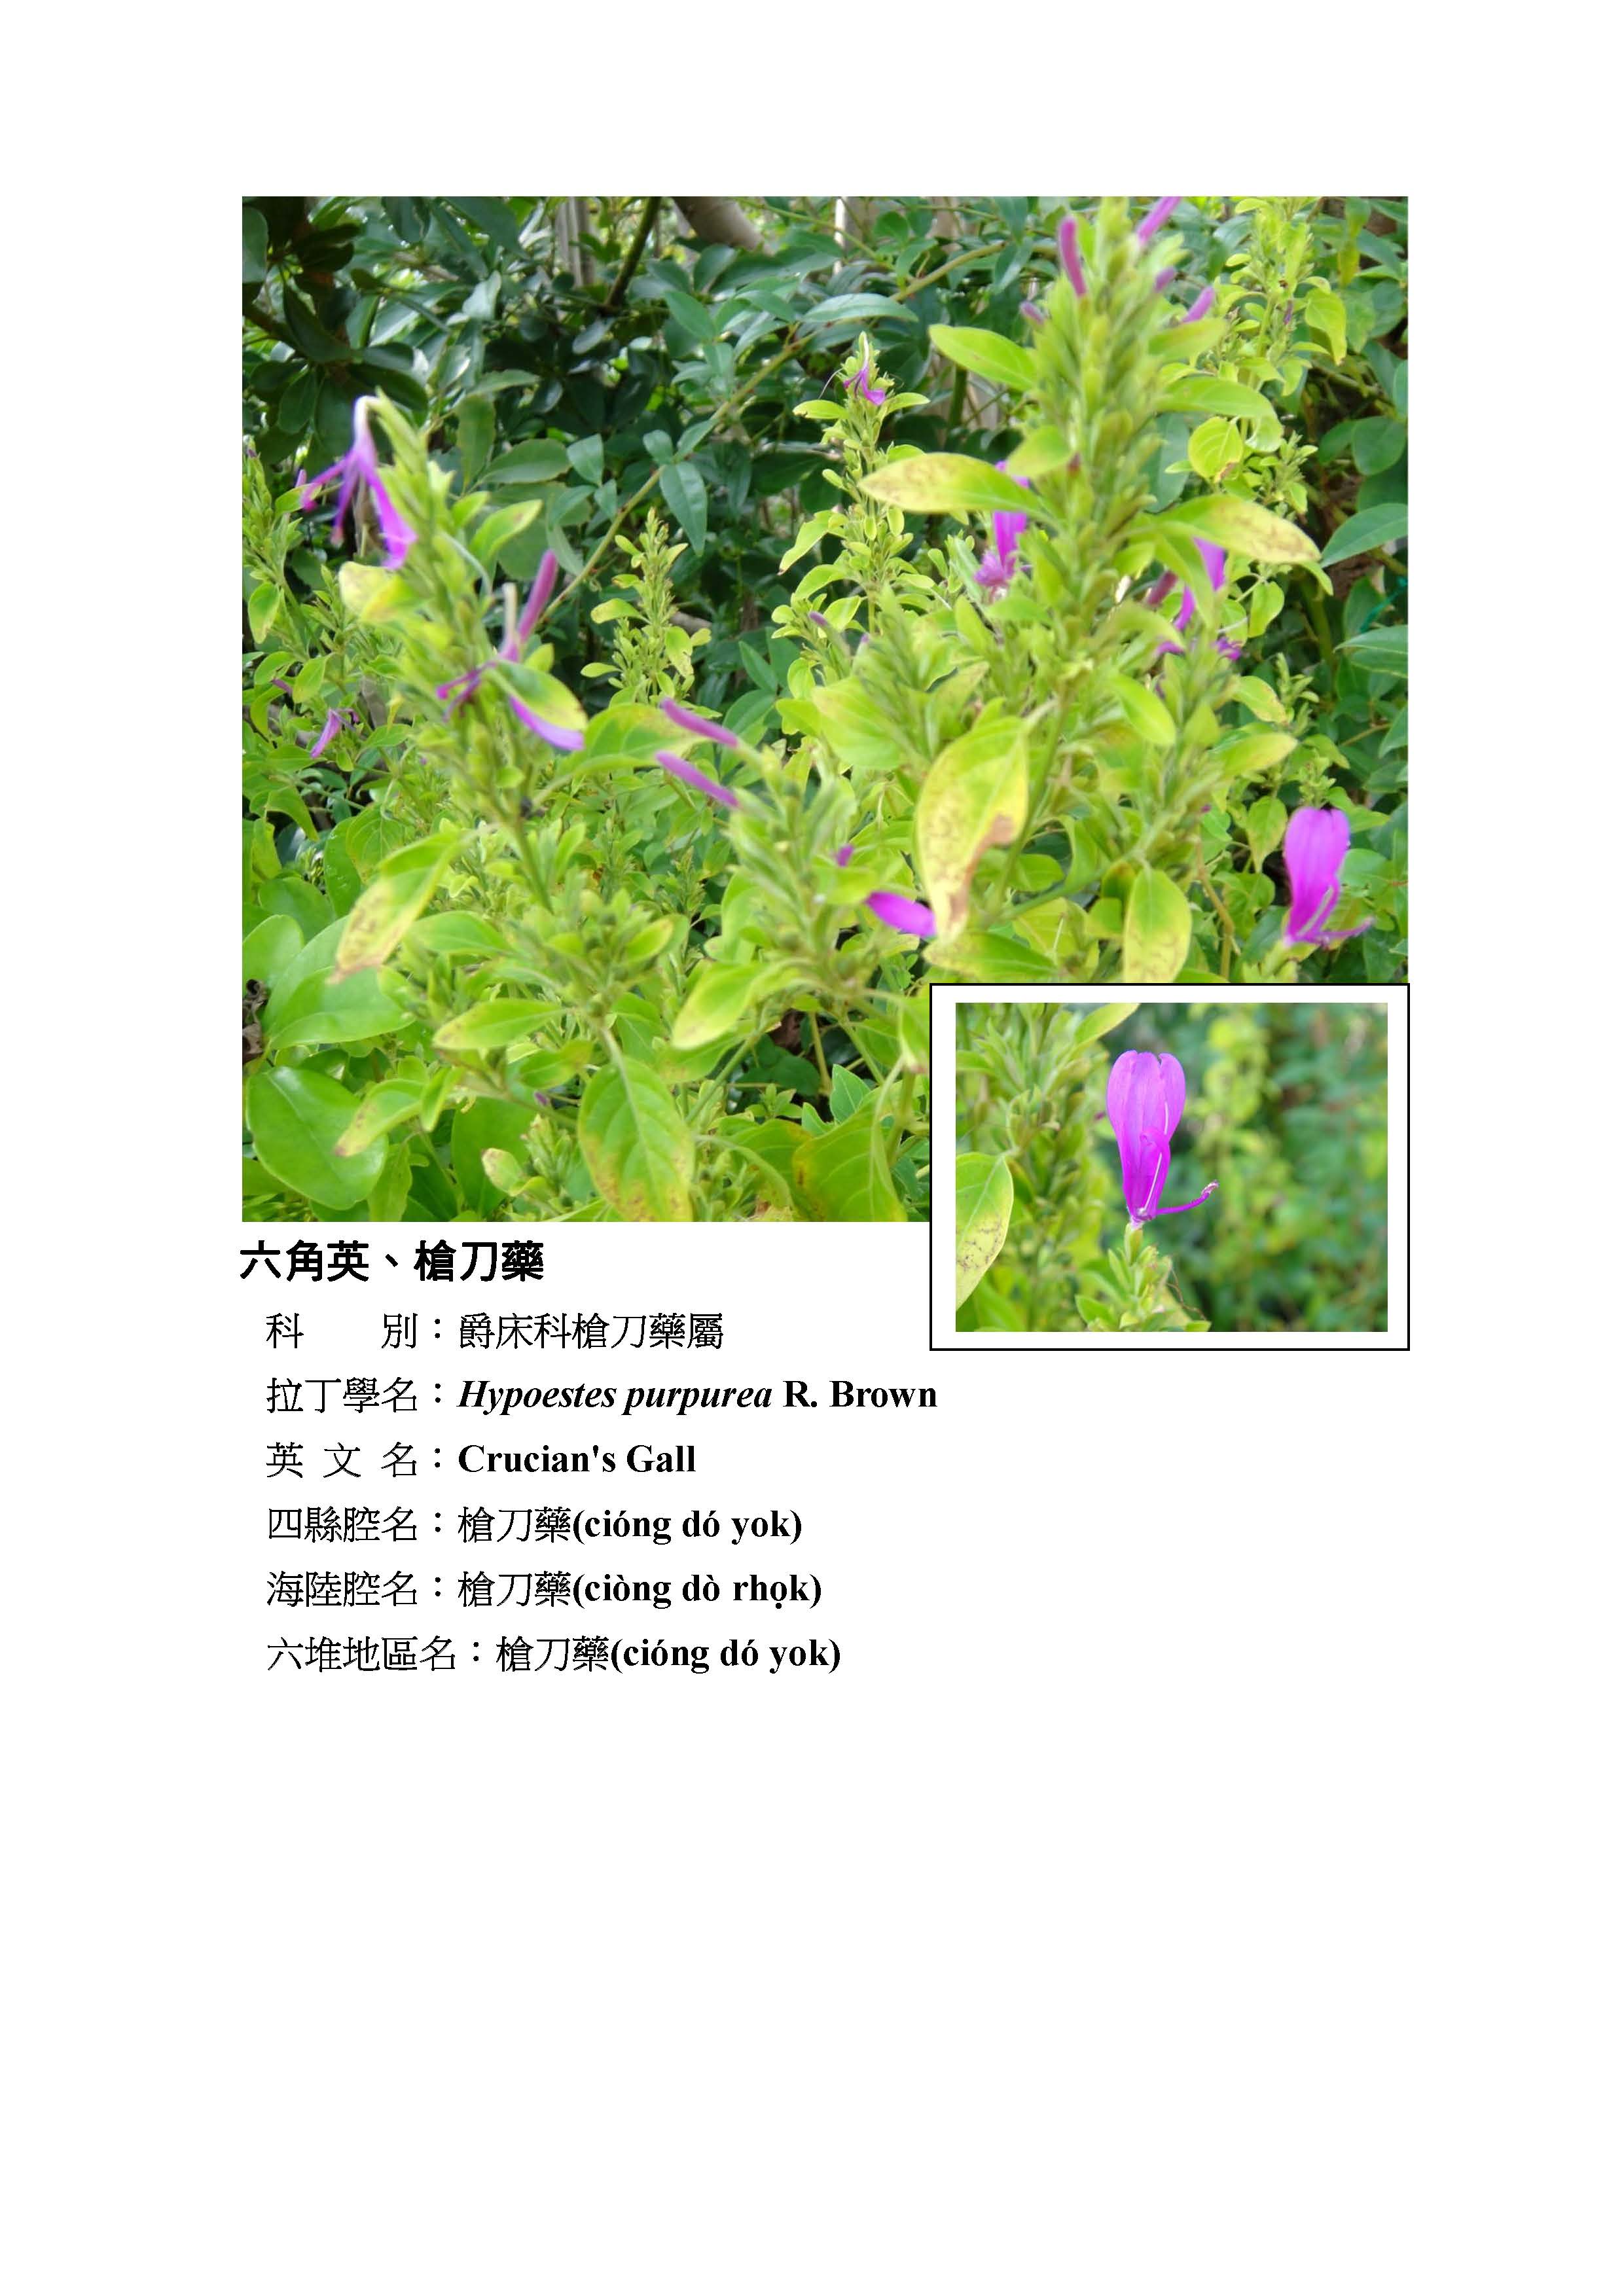 六角英、槍刀藥
科　　別：爵床科槍刀藥屬
拉丁學名：Hypoestes purpurea R. Brown
英 文 名：Crucian's Gall
四縣腔名：槍刀藥(cióng dó yok)
海陸腔名：槍刀藥(ciòng dò rhọk)
六堆地區名：槍刀藥(cióng dó yok)